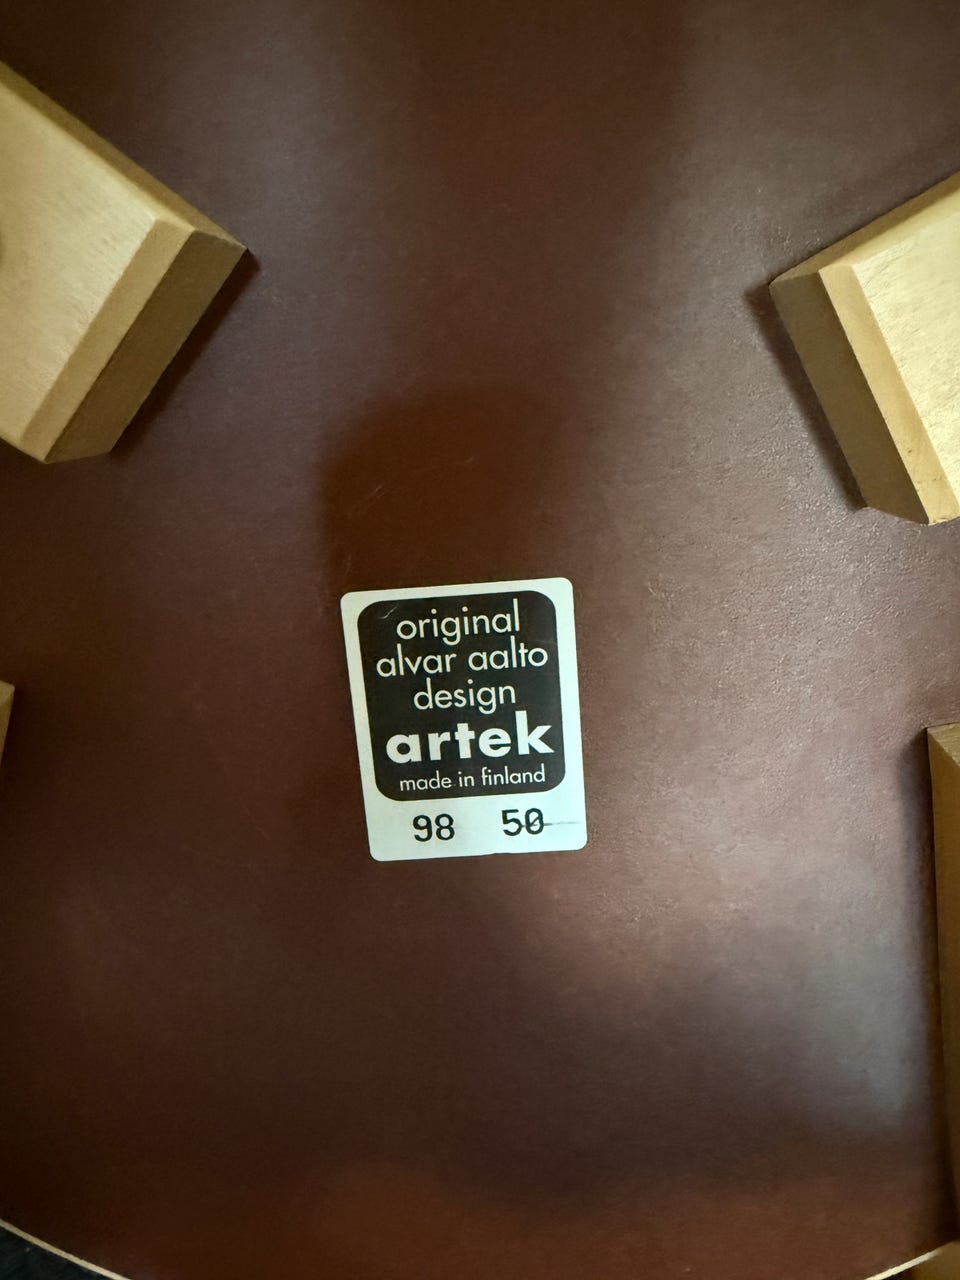 original
alvar aalto
design
artek
made in finland
98 50